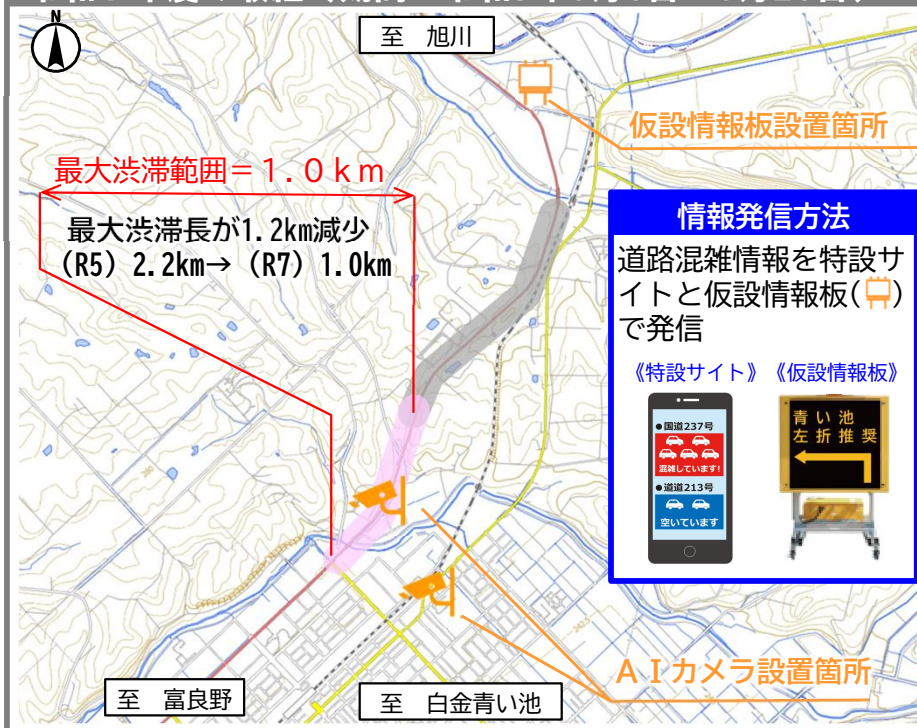 N
至 旭川
仮設情報板設置箇所
最大渋滞範囲＝１．０ｋｍ
最大渋滞長が1.2km減少
(R5) 2.2km→ (R7) 1.0km
情報発信方法
道路混雑情報を特設サ
イトと仮設情報板( )
で発信
《特設サイト》 《仮設情報板》
●国道237号
混雑しています!
●道道213号
空いています
青い池
左折推奨
ＡＩカメラ設置箇所
至 富良野
至 白金青い池